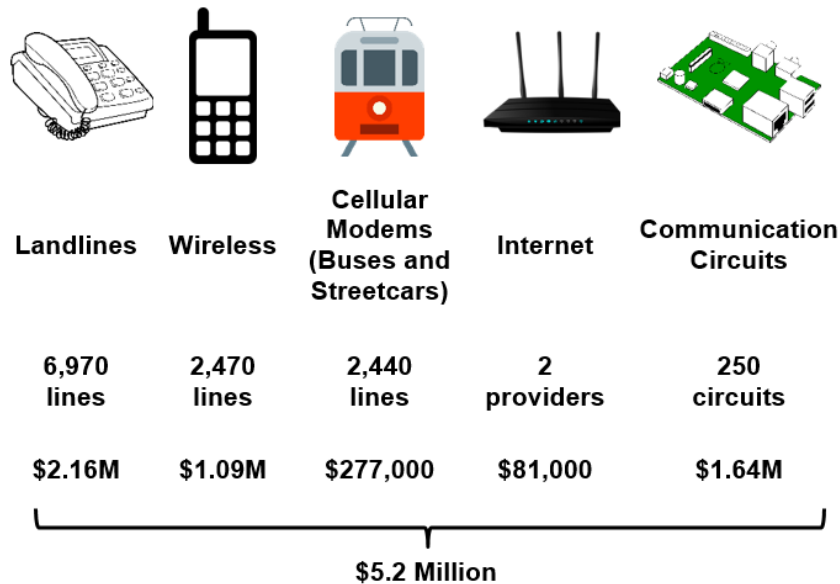 Landlines
Wireless
Cellular
Modems
(Buses and
Streetcars)
Internet
Communication
Circuits
6,970
lines
2,470
lines
2,440
lines
2
providers
250
circuits
$2.16M
$1.09M
$277,000
$81,000
$1.64M
$5.2 Million